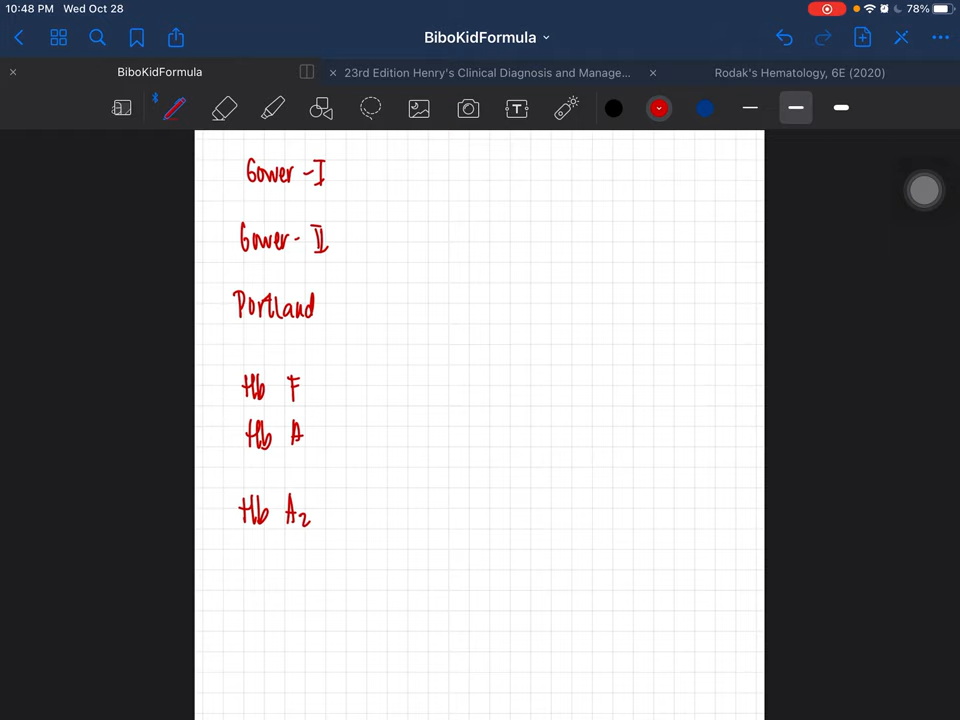 10:48 PM Wed Oct 28
78%
BiboKidFormula
BiboKidFormula
23rd Edition Henry's Clinical Diagnosis and Manage...
Rodak's Hematology, 6E (2020)
Gower - I
Gower - II
Portland
Hb F
Hb A
Hb A2